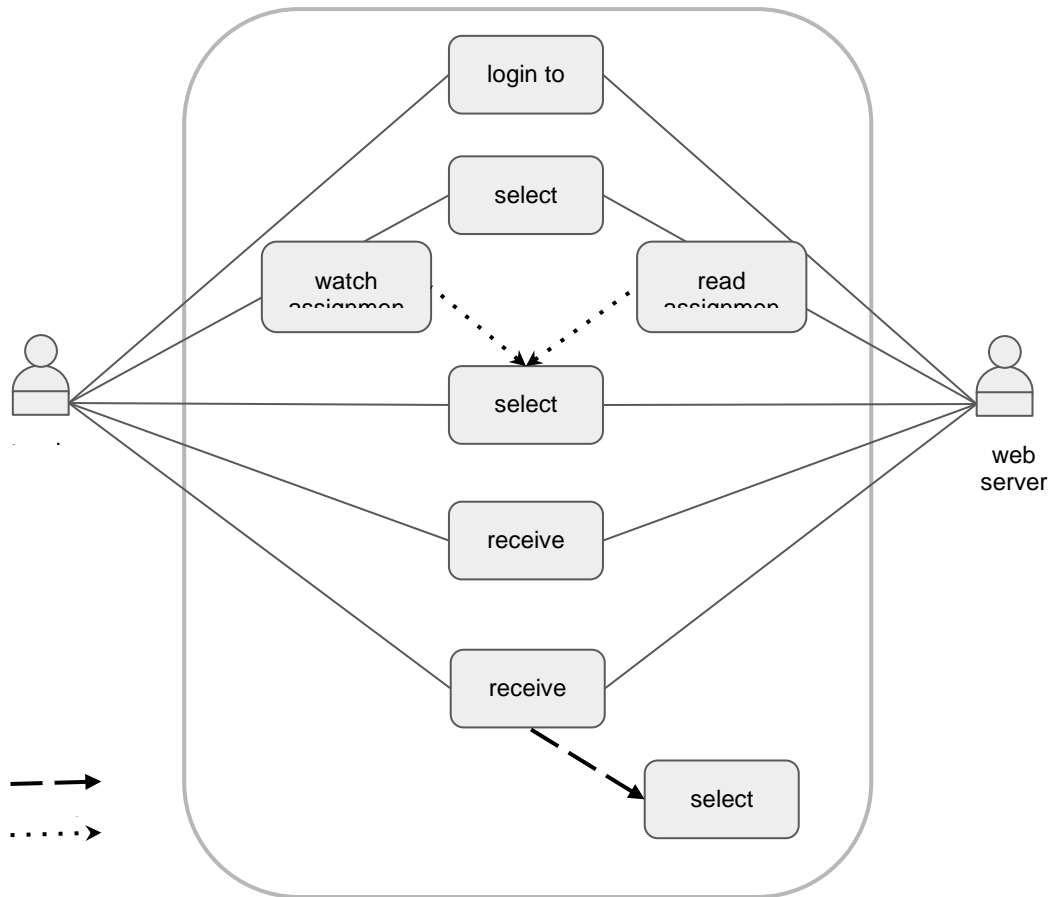 login to
select
watch
read
select
web
server
receive
receive
select